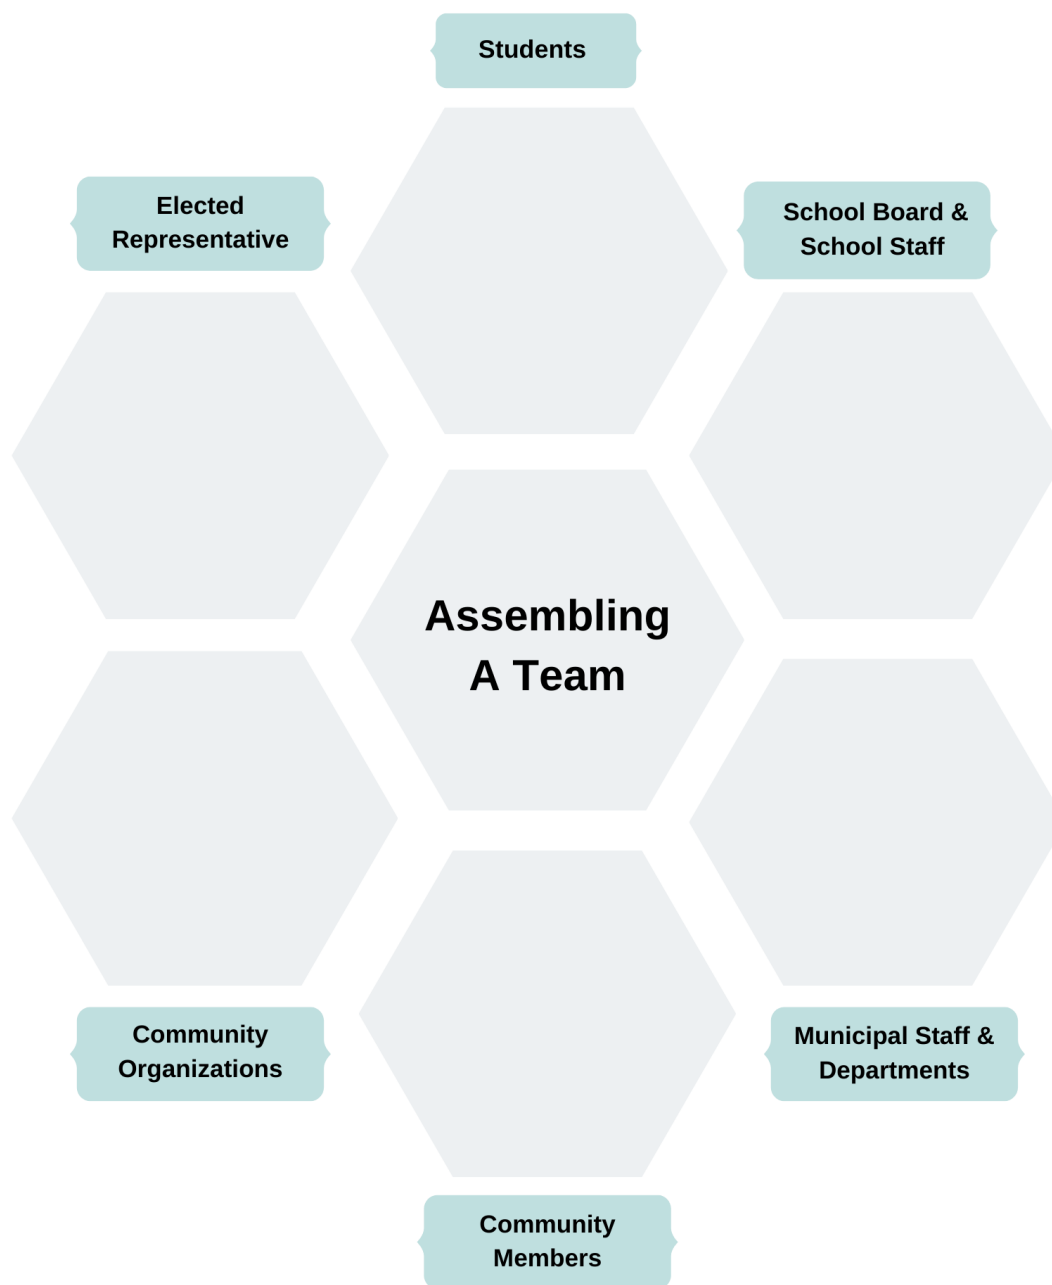 Students
Elected
Representative
School Board &
School Staff
Assembling
A Team
Community
Organizations
Municipal Staff &
Departments
Community
Members